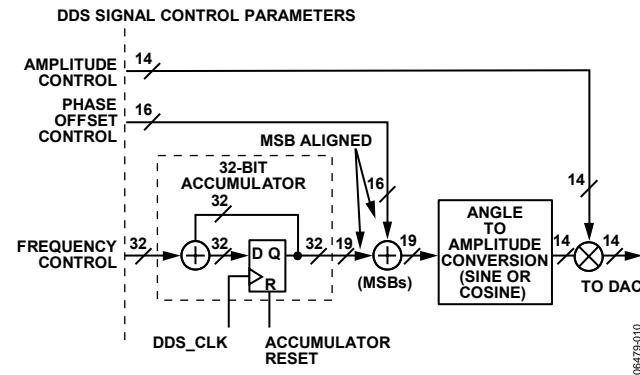 DDS SIGNAL CONTROL PARAMETERS
AMPLITUDE
CONTROL
14
PHASE
OFFSET
CONTROL
16
MSB ALIGNED
32-BIT
ACCUMULATOR
32
16
14
FREQUENCY
CONTROL
32
32
D Q
R
32
19
(MSBs)
19
ANGLE
TO
AMPLITUDE
CONVERSION
(SINE OR
COSINE)
14
14
TO DAC
DDS_CLK
ACCUMULATOR
RESET
06479-010